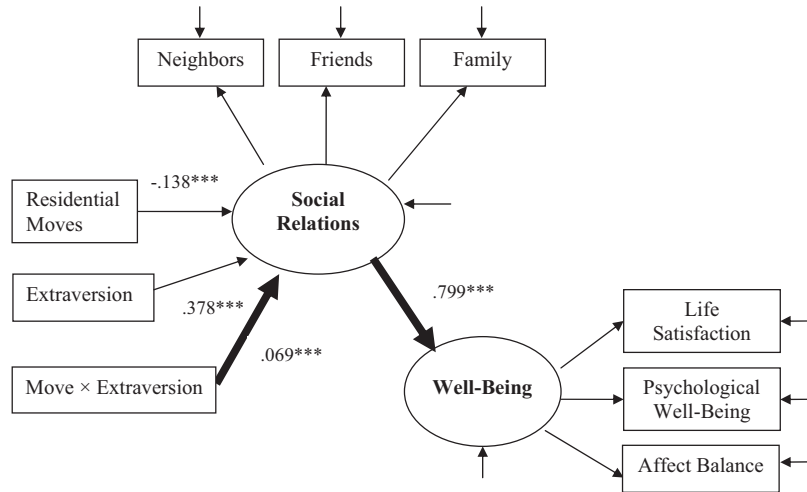 Neighbors
Friends
Family
-.138***
Residential
Moves
Social
Relations
Extraversion
.378***
.799***
.069***
Move × Extraversion
Life
Satisfaction
Well-Being
Psychological
Well-Being
Affect Balance